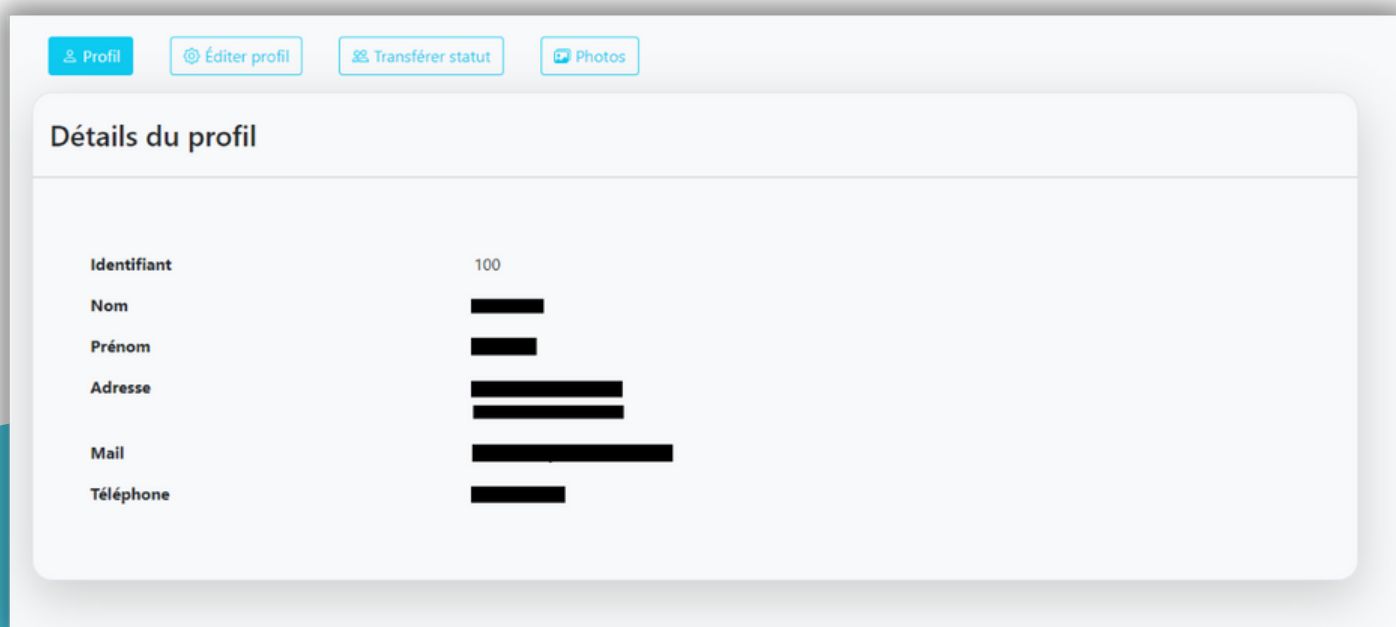 Profil
Éditer profil
Transférer statut
Photos
Détails du profil
Identifiant 100
Nom
Prénom
Adresse
Mail
Téléphone